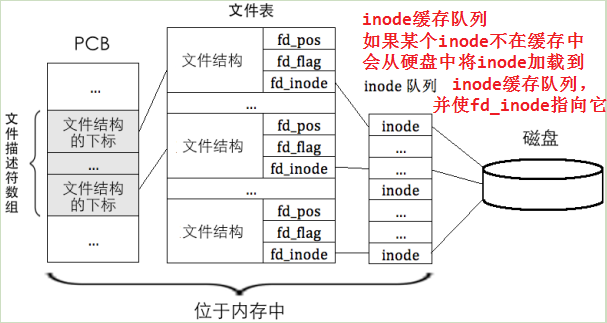 文件表
inode缓存队列
如果某个inode不在缓存中
会从硬盘中将inode加载到
inode缓存队列，
并使fd_inode指向它
PCB
...
文件结构
的下标
...
文件结构
的下标
...
文件描述符数组
文件结构
fd_pos
fd_flag
fd_inode
...
文件结构
fd_pos
fd_flag
fd_inode
...
文件结构
fd_pos
fd_flag
fd_inode
inode 队列
inode
...
inode
...
...
inode
磁盘
位于内存中